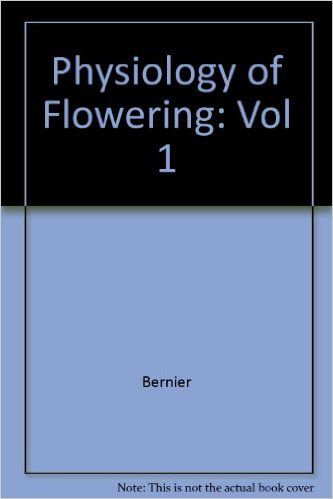 Physiology of
Flowering: Vol
1
Bernier
Note: This is not the actual book cover